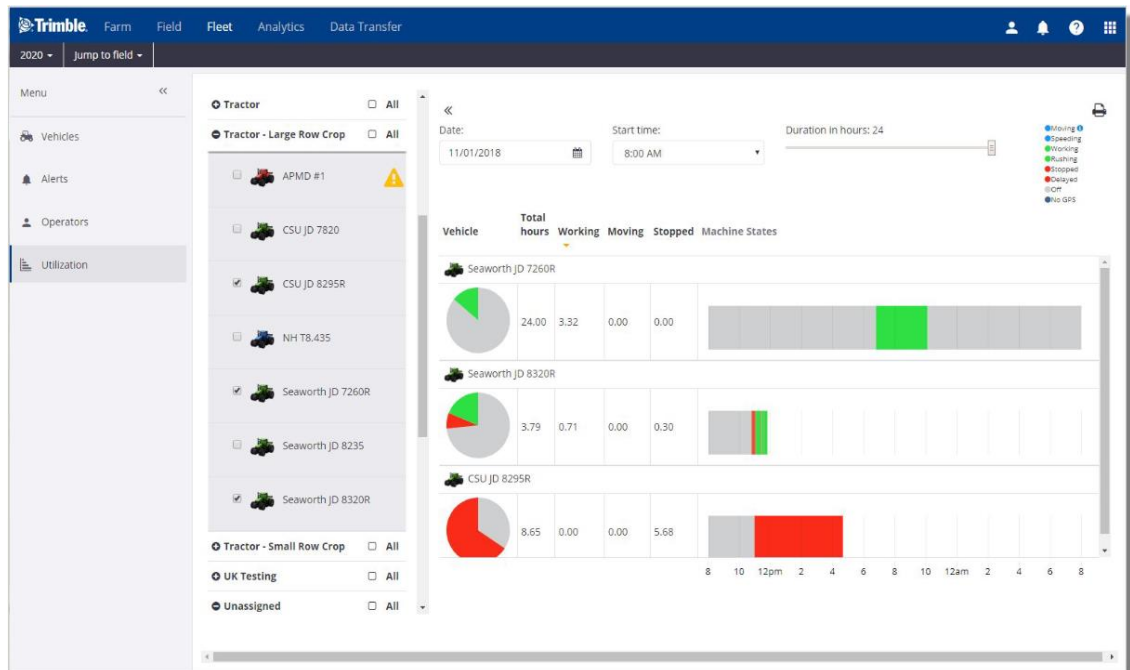 Trimble. Farm Field Fleet Analytics Data Transfer
2020 Jump to field
Menu
Vehicles
Alerts
Operators
Utilization
Tractor All
Tractor - Large Row Crop All
APMD #1
CSU JD 7820
CSU JD 8295R
NH T8.435
Seaworth JD 7260R
Seaworth JD 8235
Seaworth JD 8320R
Tractor - Small Row Crop All
UK Testing All
Unassigned All
Date: Start time: Duration in hours: 24
11/01/2018 8:00 AM
Moving
Speeding
Working
Rushing
Stopped
Delayed
Off
No GPS
Vehicle Total hours Working Moving Stopped Machine States
Seaworth JD 7260R
24.00 3.32 0.00 0.00
Seaworth JD 8320R
3.79 0.71 0.00 0.30
CSU JD 8295R
8.65 0.00 0.00 5.68
8 10 12pm 2 4 6 8 10 12am 2 4 6 8